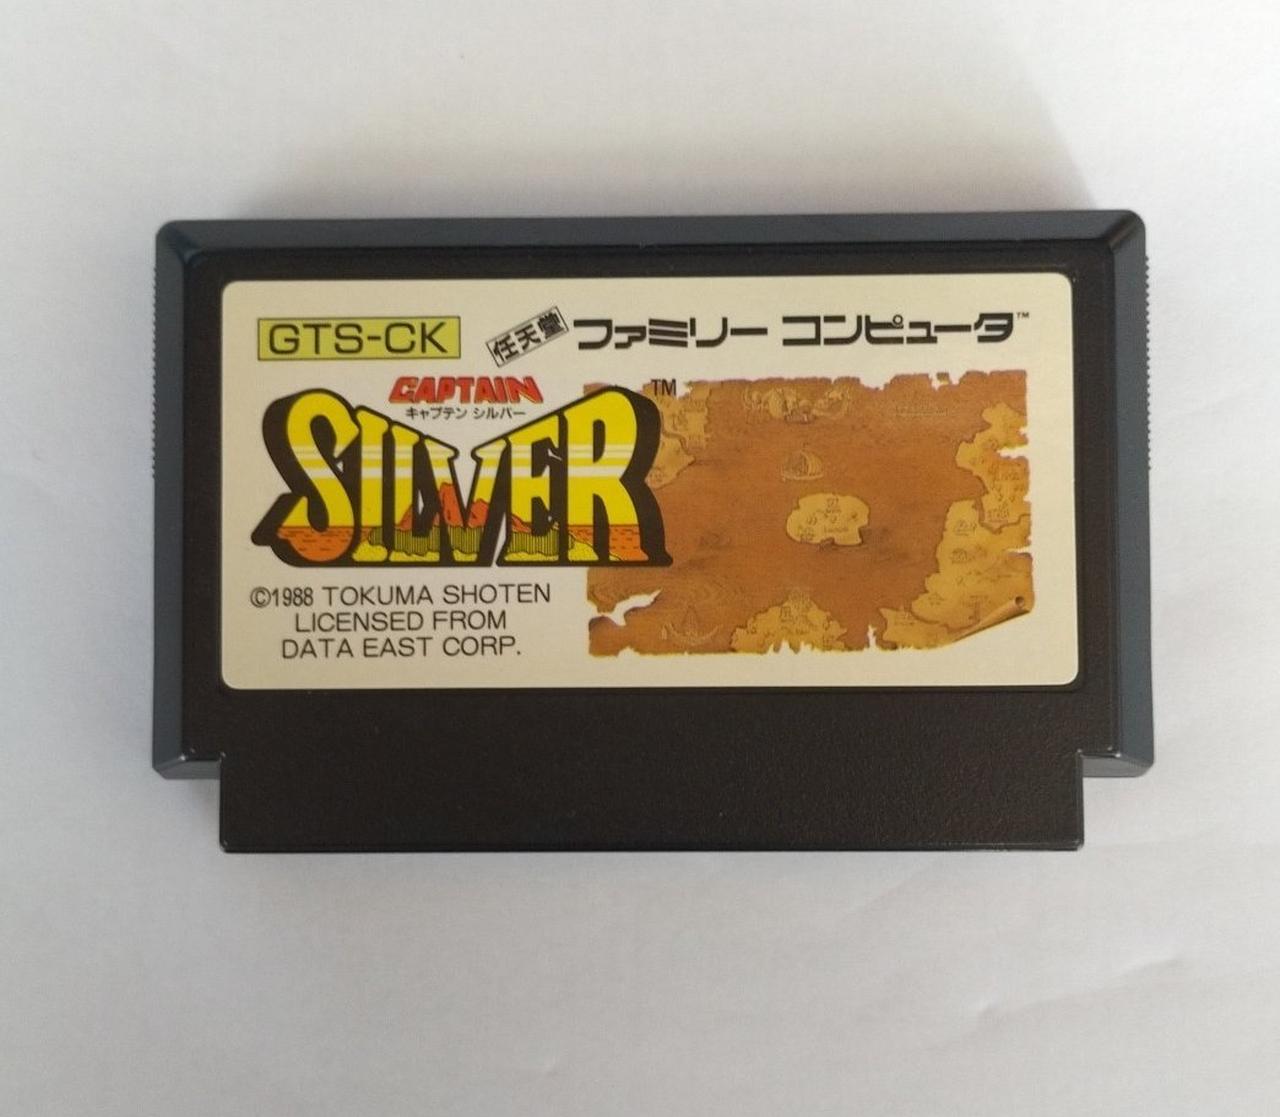 GTS-CK
任天堂 ファミリー コンピュータ™
CAPTAIN
キャプテン シルバー
SILVER™
©1988 TOKUMA SHOTEN
LICENSED FROM
DATA EAST CORP.